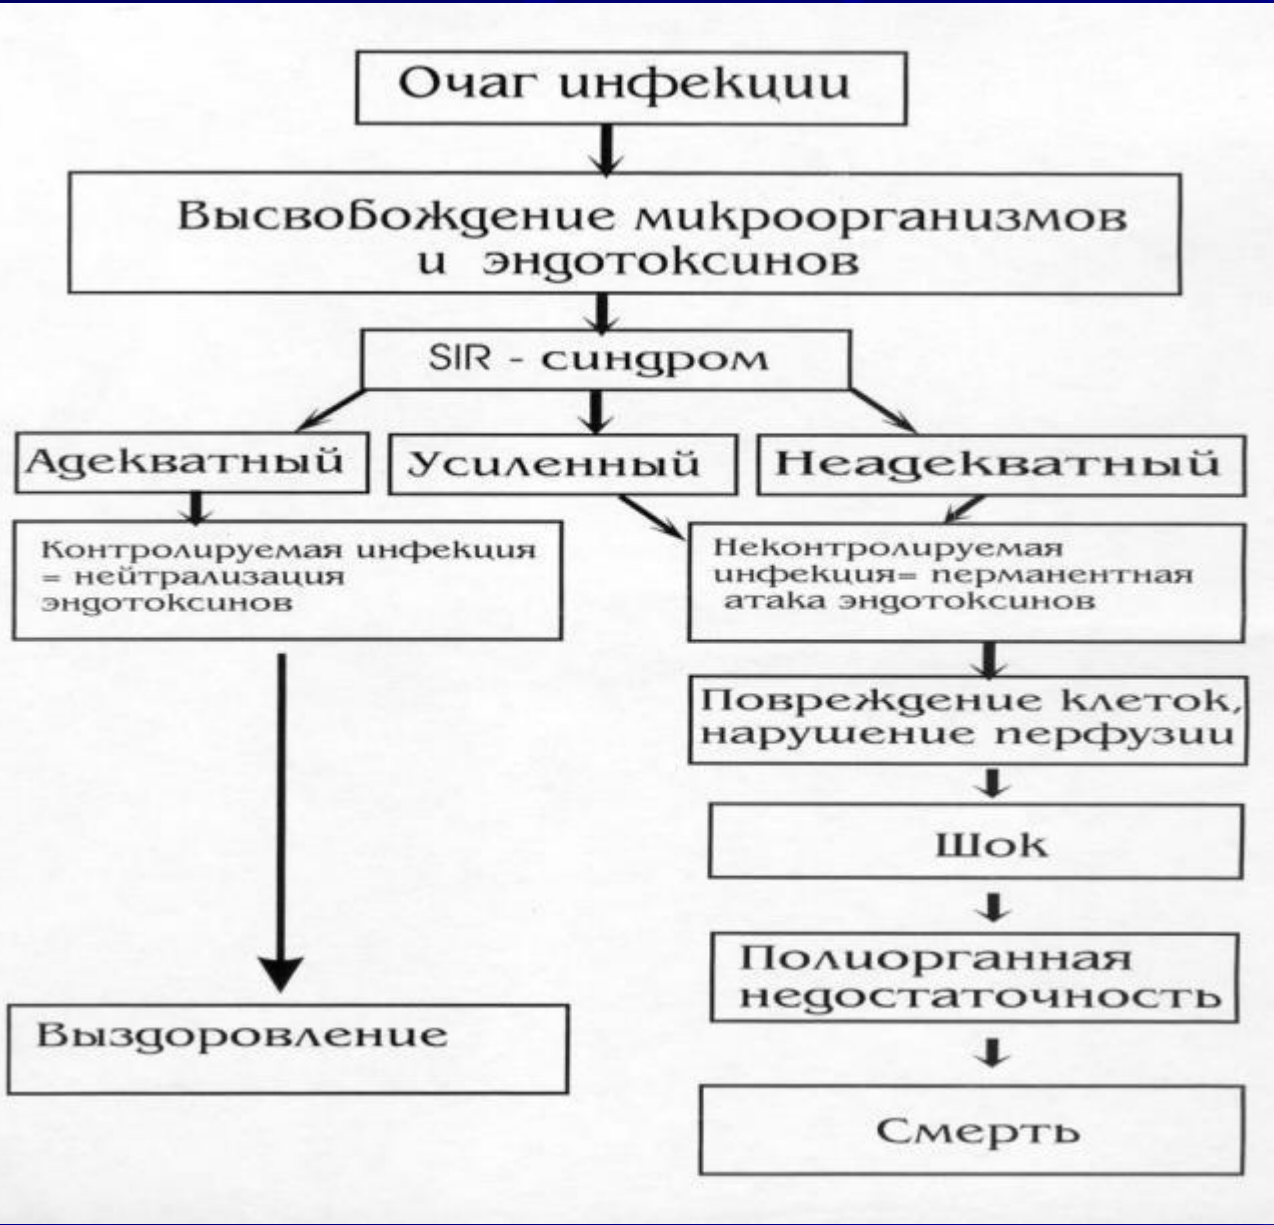 Очаг инфекции
Высвобождение микроорганизмов
и эндотоксинов
SIR - синдром
Адекватный
Усиленный
Неадекватный
Контролируемая инфекция
= нейтрализация
эндотоксинов
Неконтролируемая
инфекция= перманентная
атака эндотоксинов
Повреждение клеток,
нарушение перфузии
Шок
Полиорганная
недостаточность
Выздоровление
Смерть